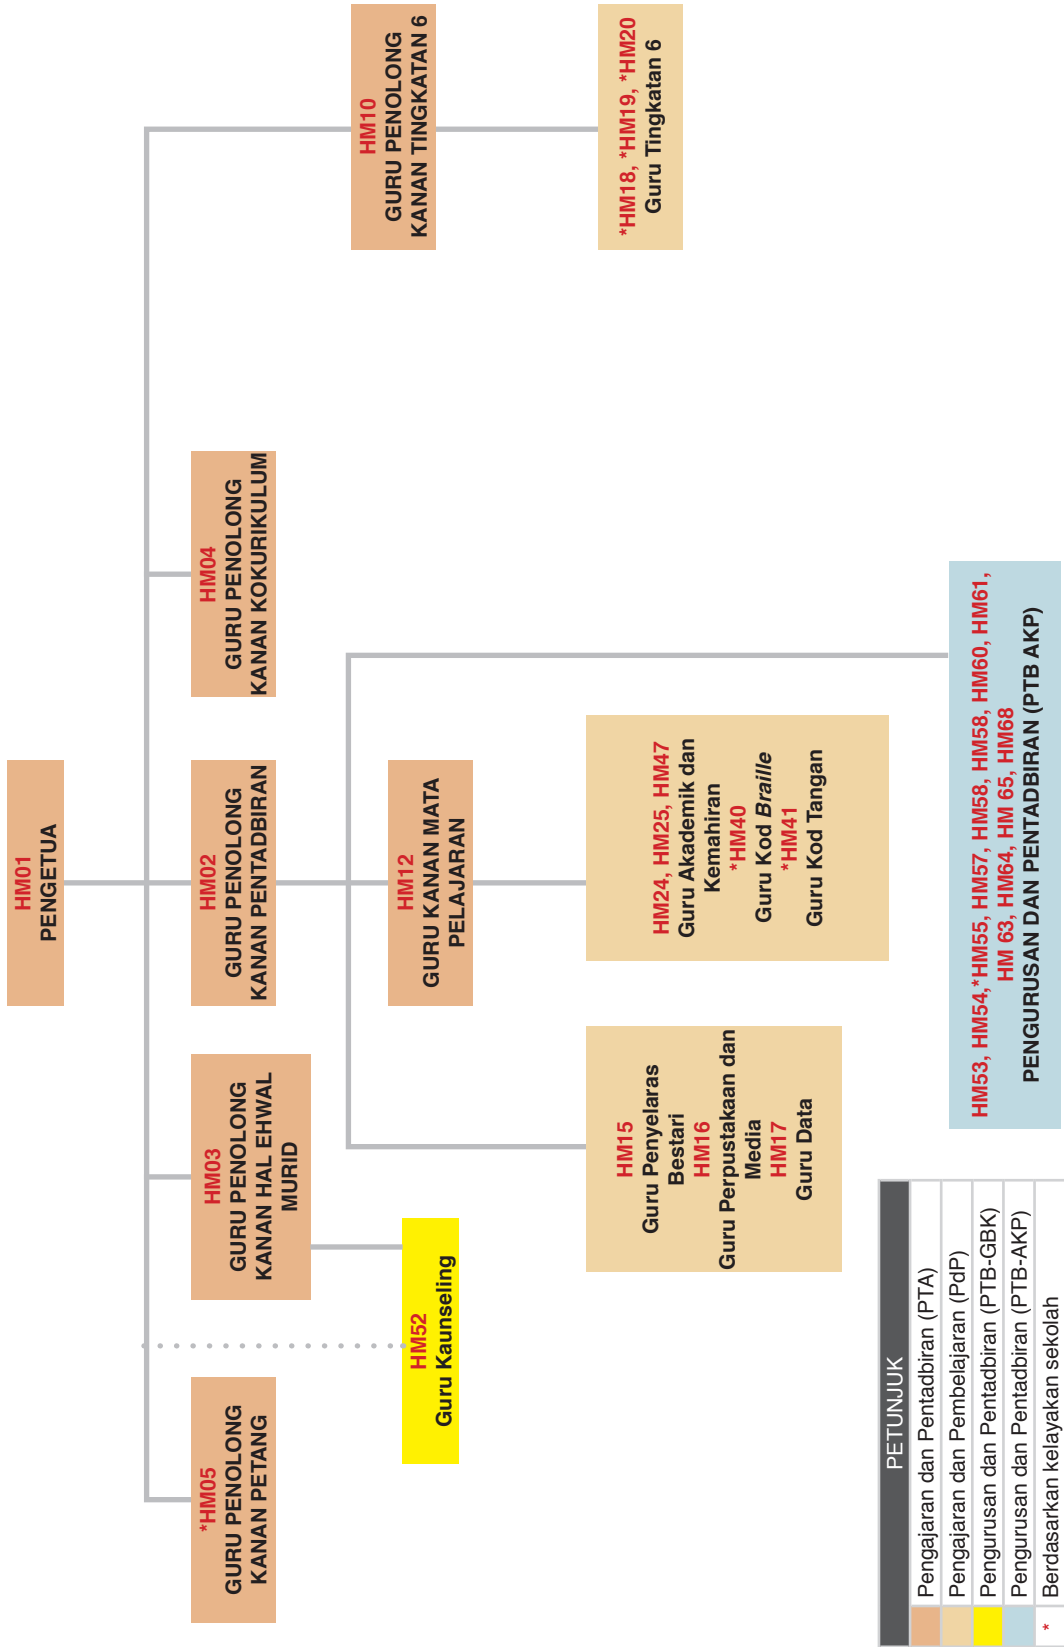 HM01
PENGETUA
*HM05
GURU PENOLONG
KANAN PETANG
HM03
GURU PENOLONG
KANAN HAL EHWAL
MURID
HM02
GURU PENOLONG
KANAN PENTADBIRAN
HM04
GURU PENOLONG
KANAN KOKURIKULUM
HM10
GURU PENOLONG
KANAN TINGKATAN 6
HM52
Guru Kaunseling
HM12
GURU KANAN MATA
PELAJARAN
*HM18, *HM19, *HM20
Guru Tingkatan 6
HM15
Guru Penyelaras
Bestari
HM16
Guru Perpustakaan dan
Media
HM17
Guru Data
HM24, HM25, HM47
Guru Akademik dan
Kemahiran
*HM40
Guru Kod Braille
*HM41
Guru Kod Tangan
HM53, HM54,*HM55, HM57, HM58, HM58, HM60, HM61,
HM 63, HM64, HM 65, HM68
PENGURUSAN DAN PENTADBIRAN (PTB AKP)
PETUNJUK
Pengajaran dan Pentadbiran (PTA)
Pengajaran dan Pembelajaran (PdP)
Pengurusan dan Pentadbiran (PTB-GBK)
Pengurusan dan Pentadbiran (PTB-AKP)
* Berdasarkan kelayakan sekolah